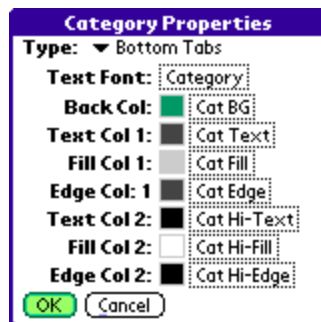 Category Properties
Type: Bottom Tabs
Text Font: Category
Back Col: Cat BG
Text Col 1: Cat Text
Fill Col 1: Cat Fill
Edge Col: 1 Cat Edge
Text Col 2: Cat Hi-Text
Fill Col 2: Cat Hi-Fill
Edge Col 2: Cat Hi-Edge
OK Cancel